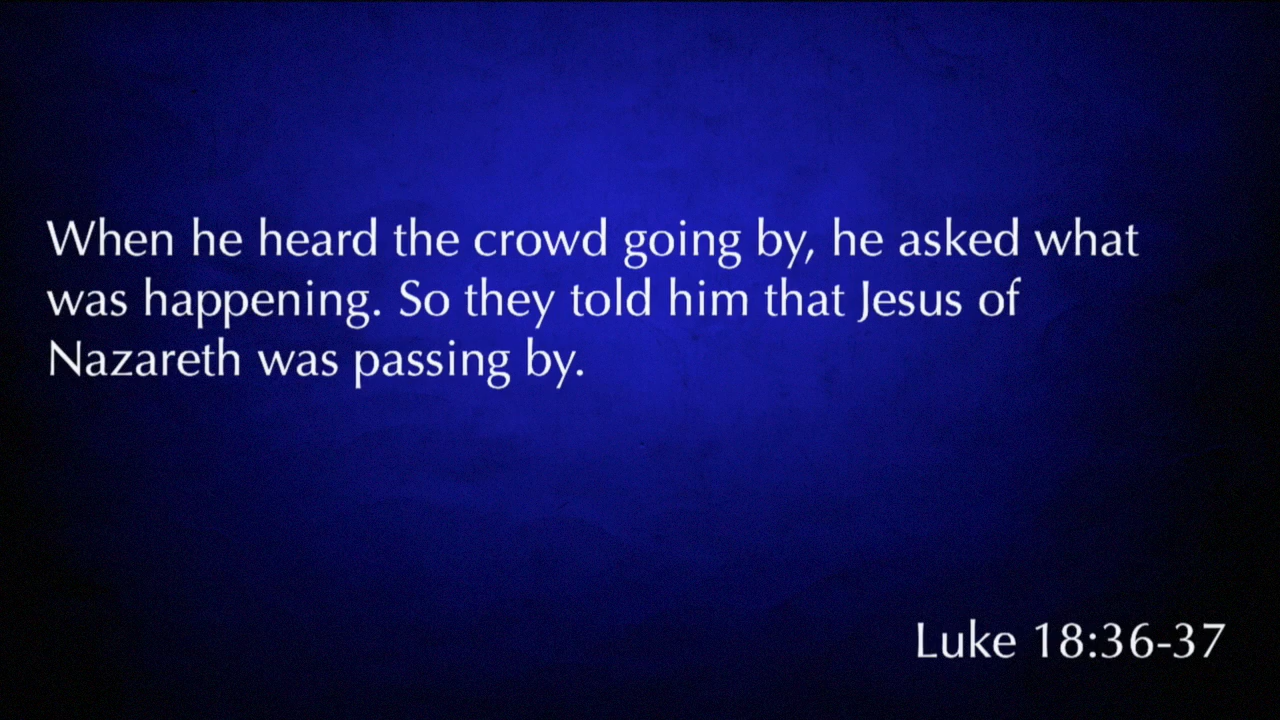 When he heard the crowd going by, he asked what
was happening. So they told him that Jesus of
Nazareth was passing by.
Luke 18:36-37